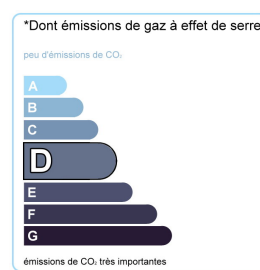 *Dont émissions de gaz à effet de serre
peu d'émissions de CO₂
A
B
C
D
E
F
G
émissions de CO₂ très importantes